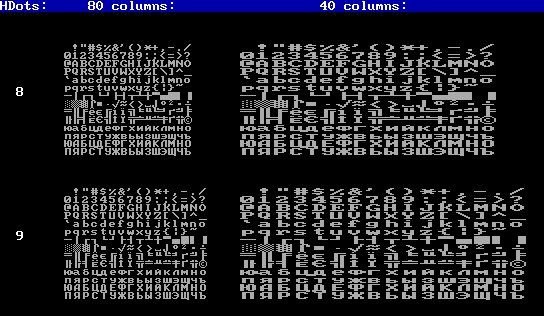 HDots: 80 columns: 40 columns:
8
!"#$%&'()*+,-./ !"#$%&'()*+,-./
0123456789:;<=>? 0123456789:;<=>?
@ABCDEFGHIJKLMNO @ABCDEFGHIJKLMNO
PQRSTUVWXYZ[\]^_ PQRSTUVWXYZ[\]^_
`abcdefghijklmno `abcdefghijklmno
pqrstuvwxyz{|}~ pqrstuvwxyz{|}~
юабцдефгхийклмно юабцдефгхийклмно
пярстужвьызшэщчъ пярстужвьызшэщчъ
ЮАБЦДЕФГХИЙКЛМНО ЮАБЦДЕФГХИЙКЛМНО
ПЯРСТУЖВЬЫЗШЭЩЧЪ ПЯРСТУЖВЬЫЗШЭЩЧЪ
9
!"#$%&'()*+,-./ !"#$%&'()*+,-./
0123456789:;<=>? 0123456789:;<=>?
@ABCDEFGHIJKLMNO @ABCDEFGHIJKLMNO
PQRSTUVWXYZ[\]^_ PQRSTUVWXYZ[\]^_
`abcdefghijklmno `abcdefghijklmno
pqrstuvwxyz{|}~ pqrstuvwxyz{|}~
юабцдефгхийклмно юабцдефгхийклмно
пярстужвьызшэщчъ пярстужвьызшэщчъ
ЮАБЦДЕФГХИЙКЛМНО ЮАБЦДЕФГХИЙКЛМНО
ПЯРСТУЖВЬЫЗШЭЩЧЪ ПЯРСТУЖВЬЫЗШЭЩЧЪ